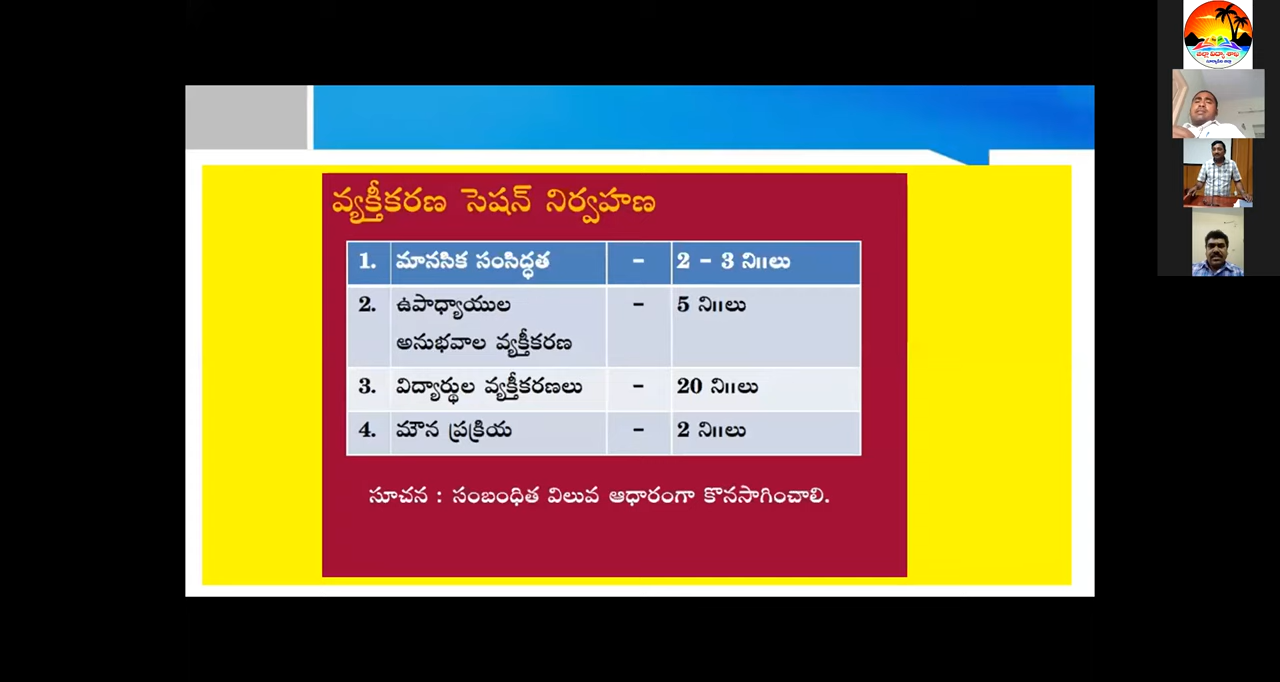 వ్యక్తీకరణ సెషన్ నిర్వహణ
1. మానసిక సంసిద్ధత - 2 - 3 ని॥లు
2. ఉపాధ్యాయుల - 5 ని॥లు
అనుభవాల వ్యక్తీకరణ
3. విద్యార్థుల వ్యక్తీకరణలు - 20 ని॥లు
4. మౌన ప్రక్రియ - 2 ని॥లు
సూచన : సంబంధిత విలువ ఆధారంగా కొనసాగించాలి.